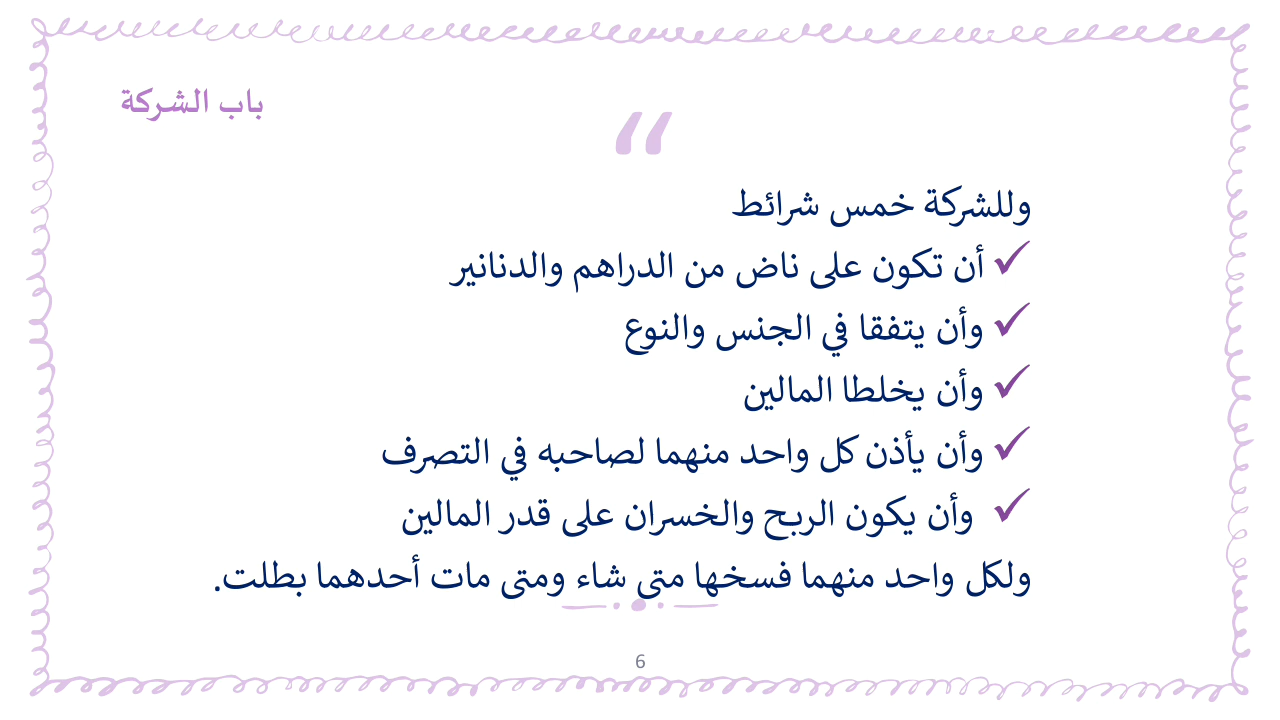 باب الشركة
“
وللشركة خمس شرائط
✓ أن تكون على ناض من الدراهم والدنانير
✓ وأن يتفقا في الجنس والنوع
✓ وأن يخلطا المالين
✓ وأن يأذن كل واحد منهما لصاحبه في التصرف
✓ وأن يكون الربح والخسران على قدر المالين
ولكل واحد منهما فسخها متى شاء ومتى مات أحدهما بطلت.
6